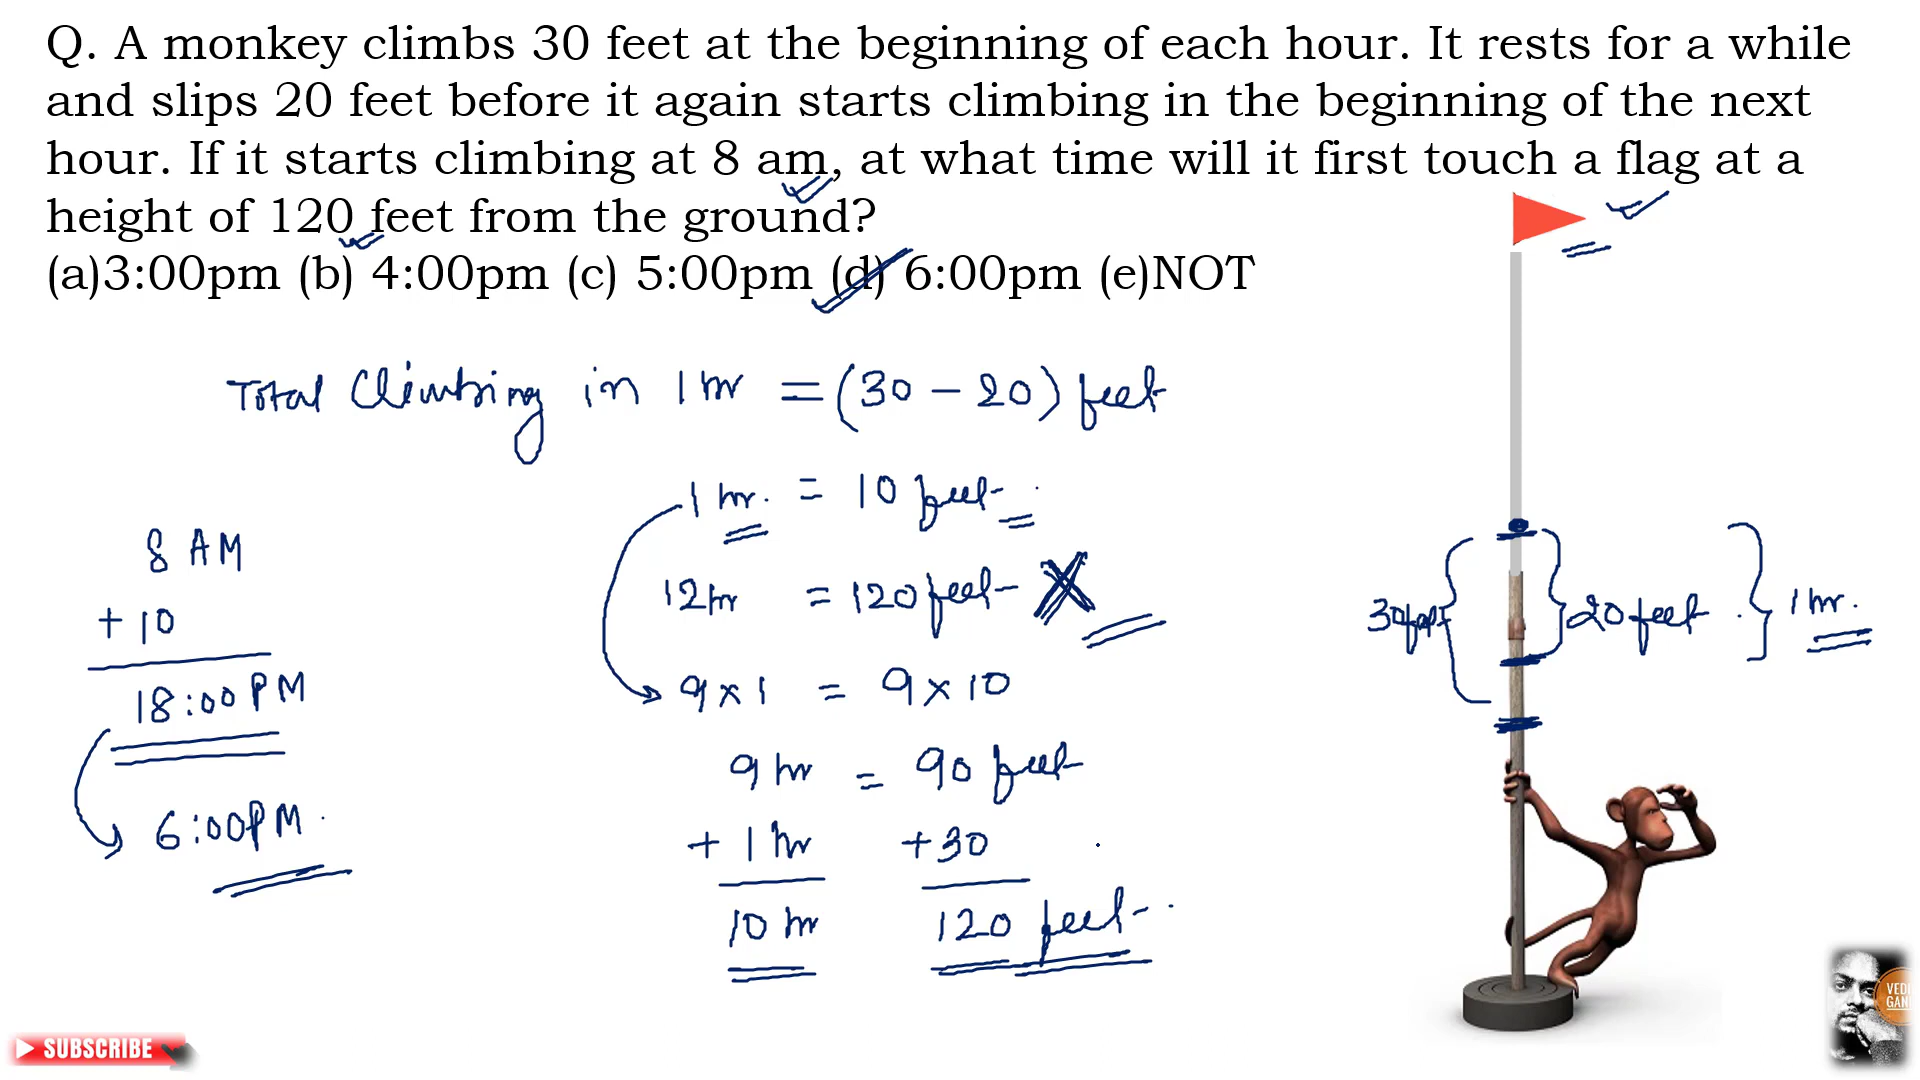 Q. A monkey climbs 30 feet at the beginning of each hour. It rests for a while
and slips 20 feet before it again starts climbing in the beginning of the next
hour. If it starts climbing at 8 am, at what time will it first touch a flag at a
height of 120 feet from the ground?
(a)3:00pm (b) 4:00pm (c) 5:00pm (d) 6:00pm (e)NOT
Total Climbing in 1 hr = (30 - 20) feet
1 hr. = 10 feet
12 hr = 120 feet
9 x 1 = 9 x 10
9 hr = 90 feet
+ 1 hr +30
10 hr 120 feet
8 AM
+ 10
18:00 PM
6:00PM
30 feet
20 feet
1 hr.
SUBSCRIBE